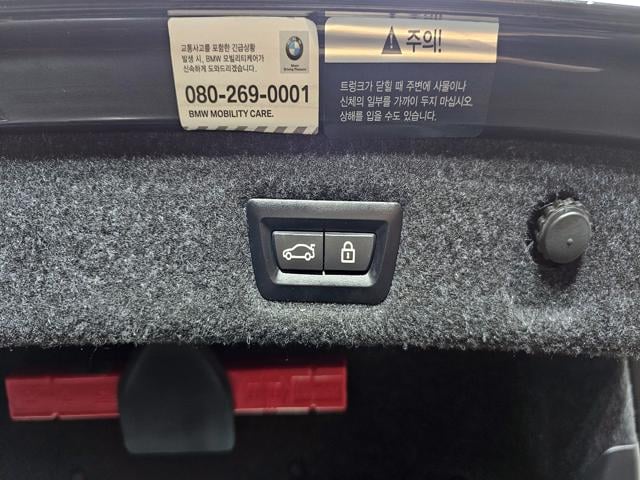 교통사고를 포함한 긴급상황
발생 시, BMW 모빌리티케어가
신속하게 도와드리겠습니다.
080-269-0001
BMW MOBILITY CARE.
주의!
트렁크가 닫힐 때 주변에 사물이나
신체의 일부를 가까이 두지 마십시오.
상해를 입을 수도 있습니다.